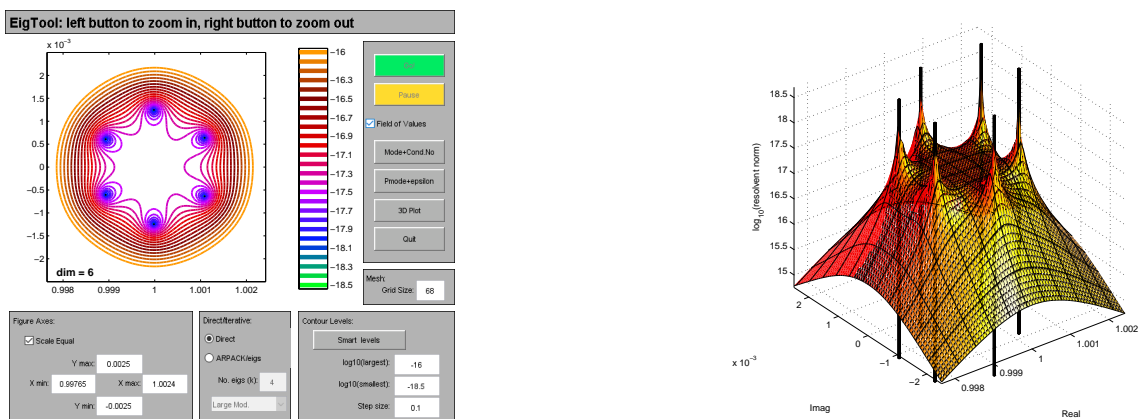 EigTool: left button to zoom in, right button to zoom out
x 10⁻³
2
1.5
1
0.5
0
−0.5
−1
−1.5
−2
dim = 6
0.998
0.999
1
1.001
1.002
−16
−16.3
−16.5
−16.7
−16.9
−17.1
−17.3
−17.5
−17.7
−17.9
−18.1
−18.3
−18.5
Go!
Pause
Field of Values
Mode+Cond.No
Pmode+epsilon
3D Plot
Quit
Mesh:
Grid Size: 68
Figure Axes:
Scale Equal
Y max: 0.0025
X min: 0.99765 X max: 1.0024
Y min: -0.0025
Direct/Iterative:
Direct
ARPACK/eigs
No. eigs (k): 4
Large Mod.
Contour Levels:
Smart levels
log10(largest): -16
log10(smallest): -18.5
Step size: 0.1
18.5
18
17.5
17
16.5
16
15.5
15
log₁₀(resolvent norm)
2
1
0
−1
−2
x 10⁻³
Imag
0.998
0.999
1
1.001
1.002
Real